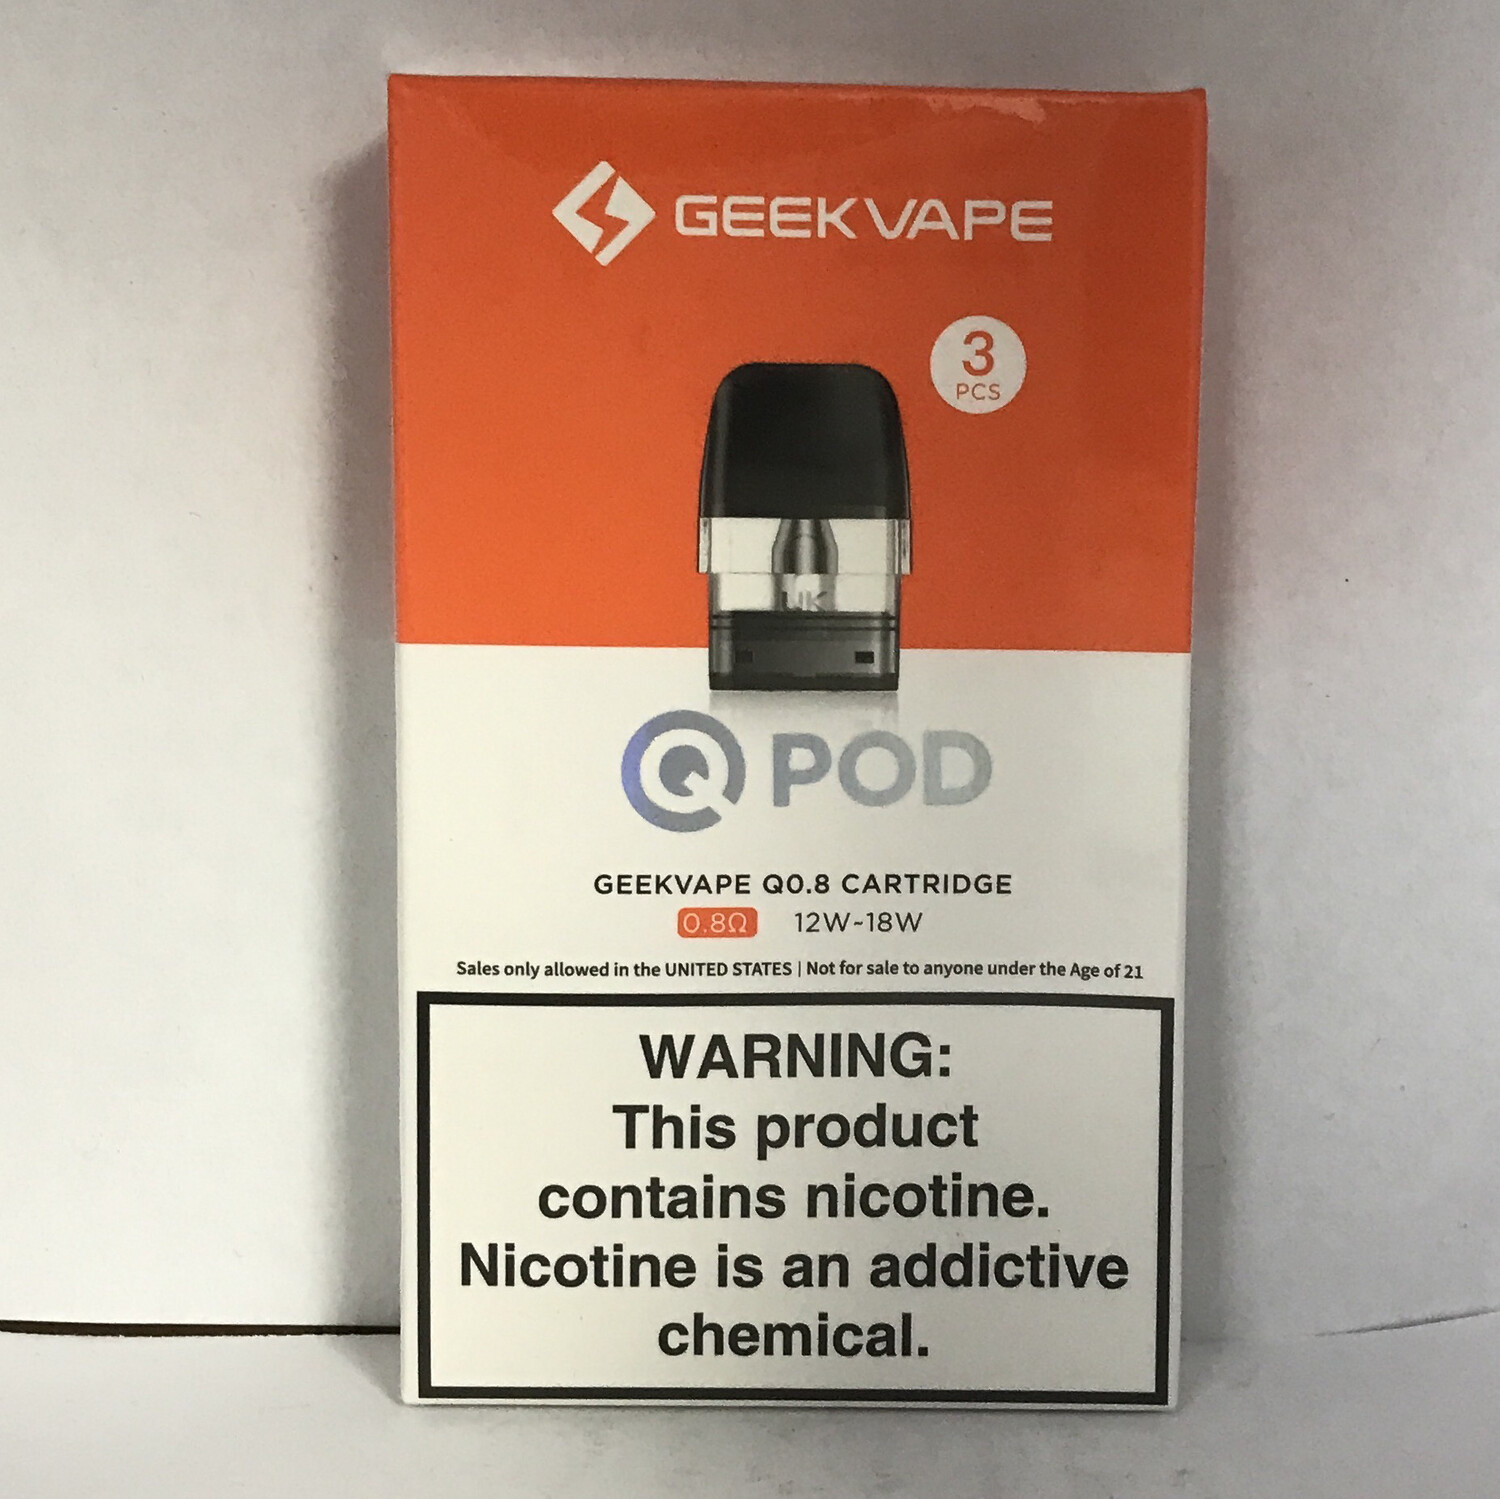 GEEKVAPE
3
PCS
UK
Q POD
GEEKVAPE Q0.8 CARTRIDGE
0.8Ω 12W~18W
Sales only allowed in the UNITED STATES | Not for sale to anyone under the Age of 21
WARNING:
This product
contains nicotine.
Nicotine is an addictive
chemical.